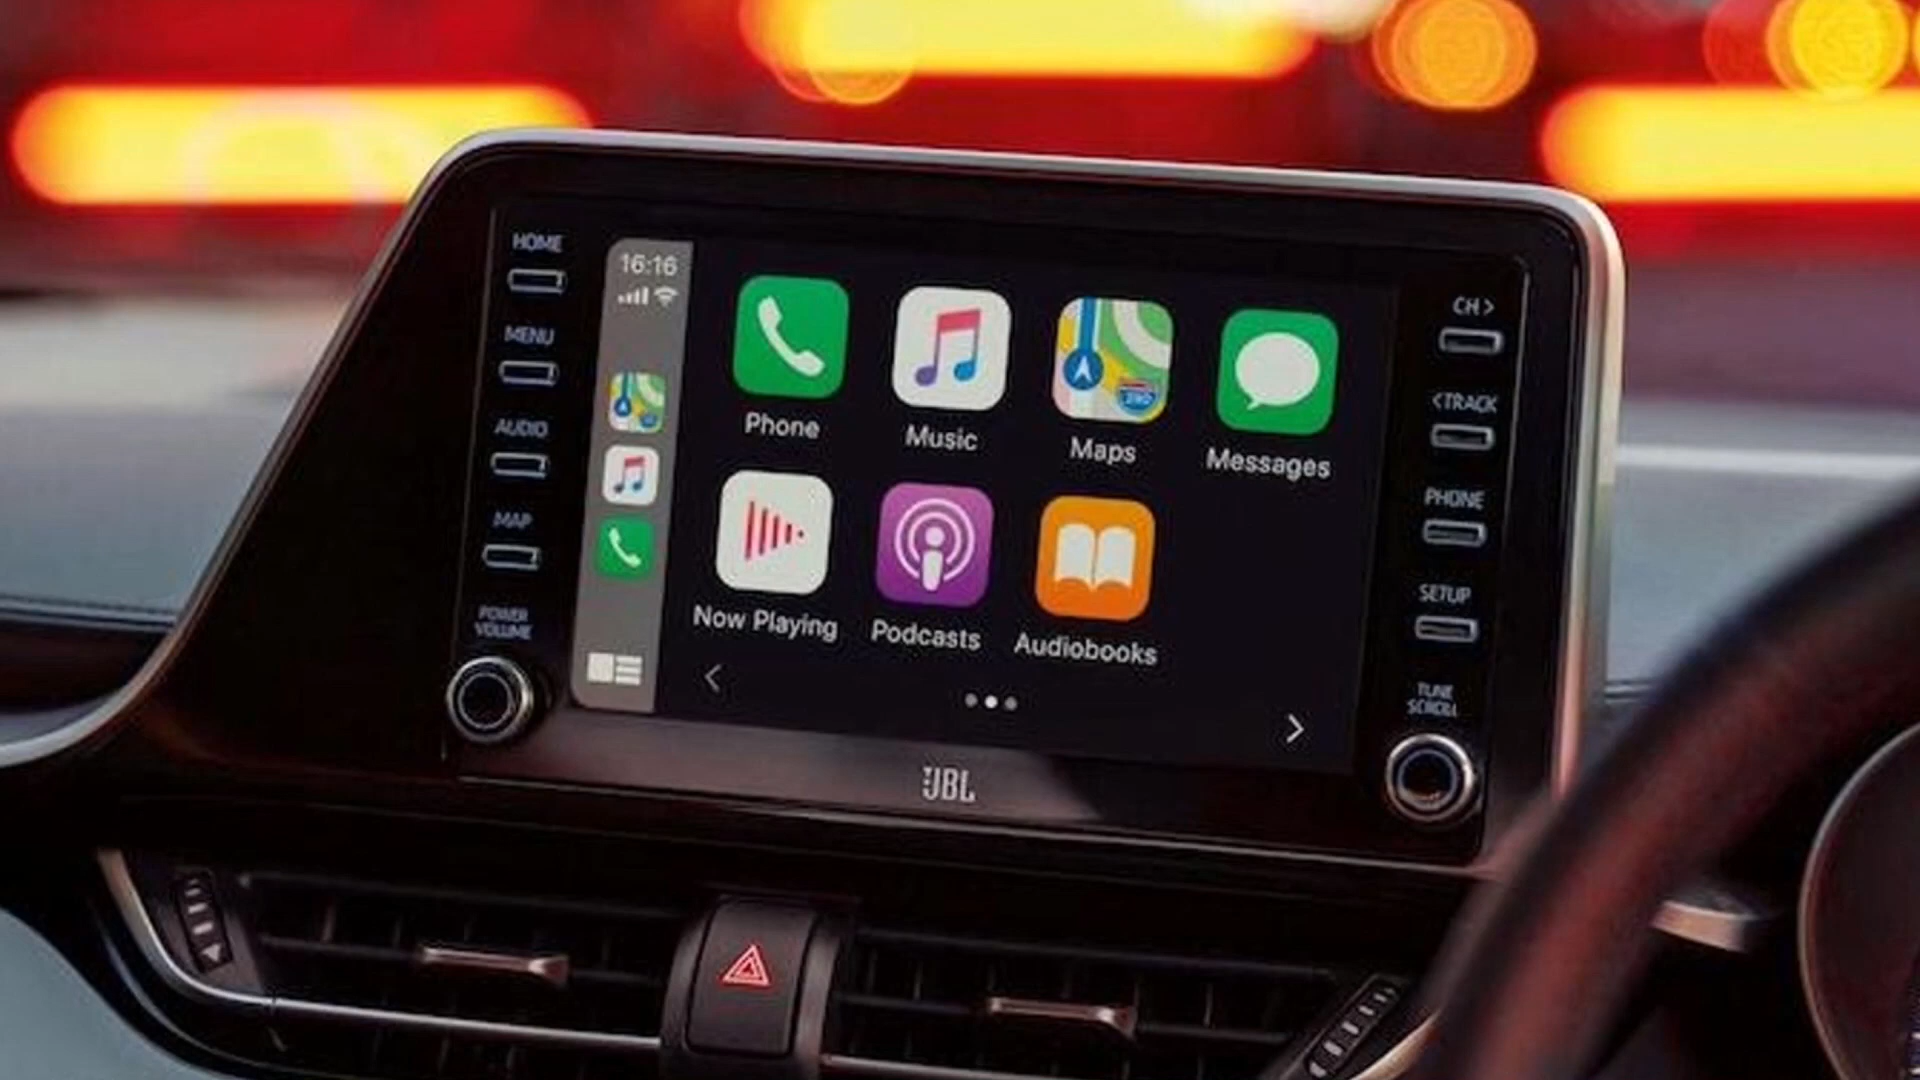 HOME
MENU
AUDIO
MAP
POWER
VOLUME
16:16
Phone
Music
Maps
Messages
Now Playing
Podcasts
Audiobooks
JBL
CH >
< TRACK
PHONE
SETUP
TUNE
SCROLL